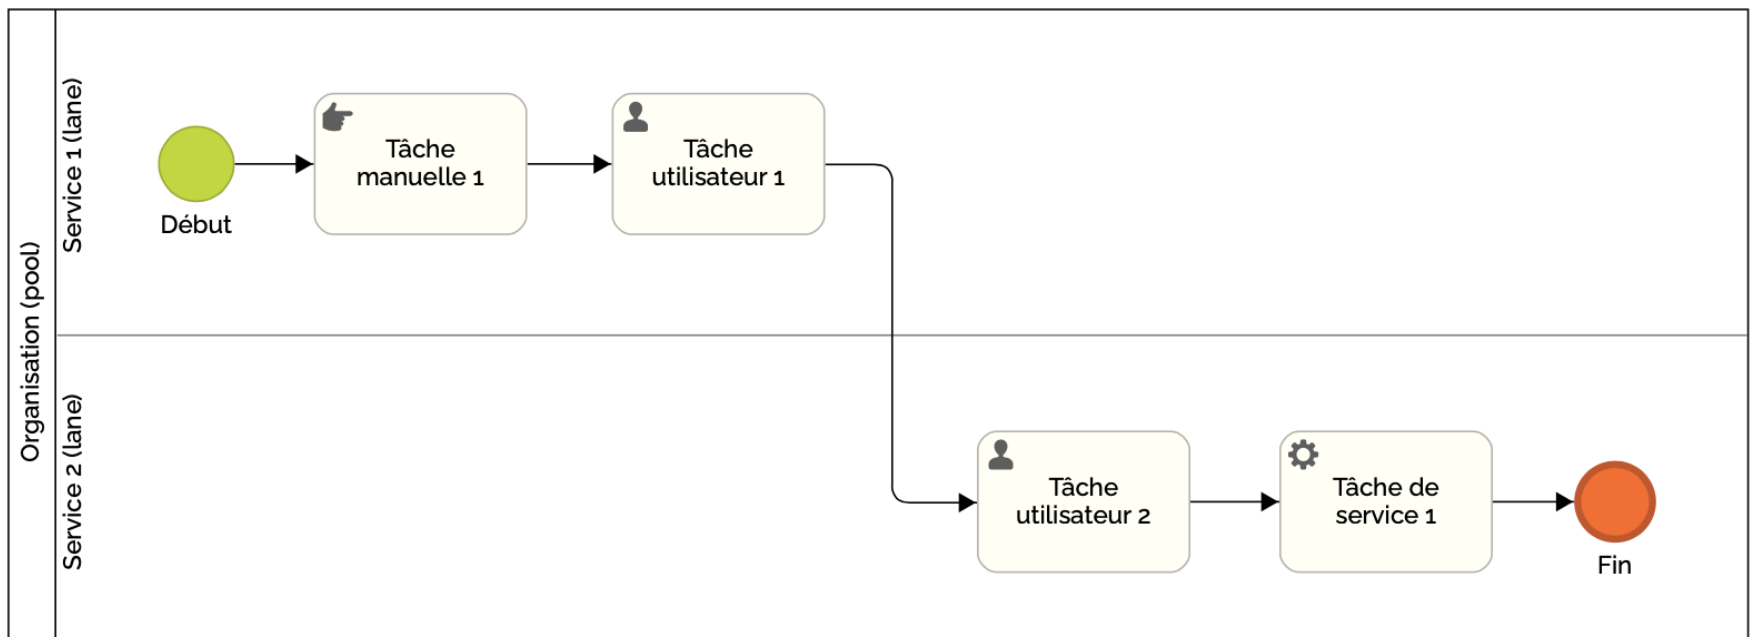 Organisation (pool)
Service 1 (lane)
Début
Tâche
manuelle 1
Tâche
utilisateur 1
Service 2 (lane)
Tâche
utilisateur 2
Tâche de
service 1
Fin